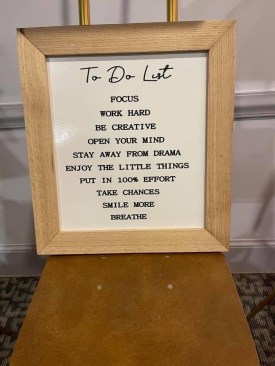 To Do List
FOCUS
WORK HARD
BE CREATIVE
OPEN YOUR MIND
STAY AWAY FROM DRAMA
ENJOY THE LITTLE THINGS
PUT IN 100% EFFORT
TAKE CHANCES
SMILE MORE
BREATHE